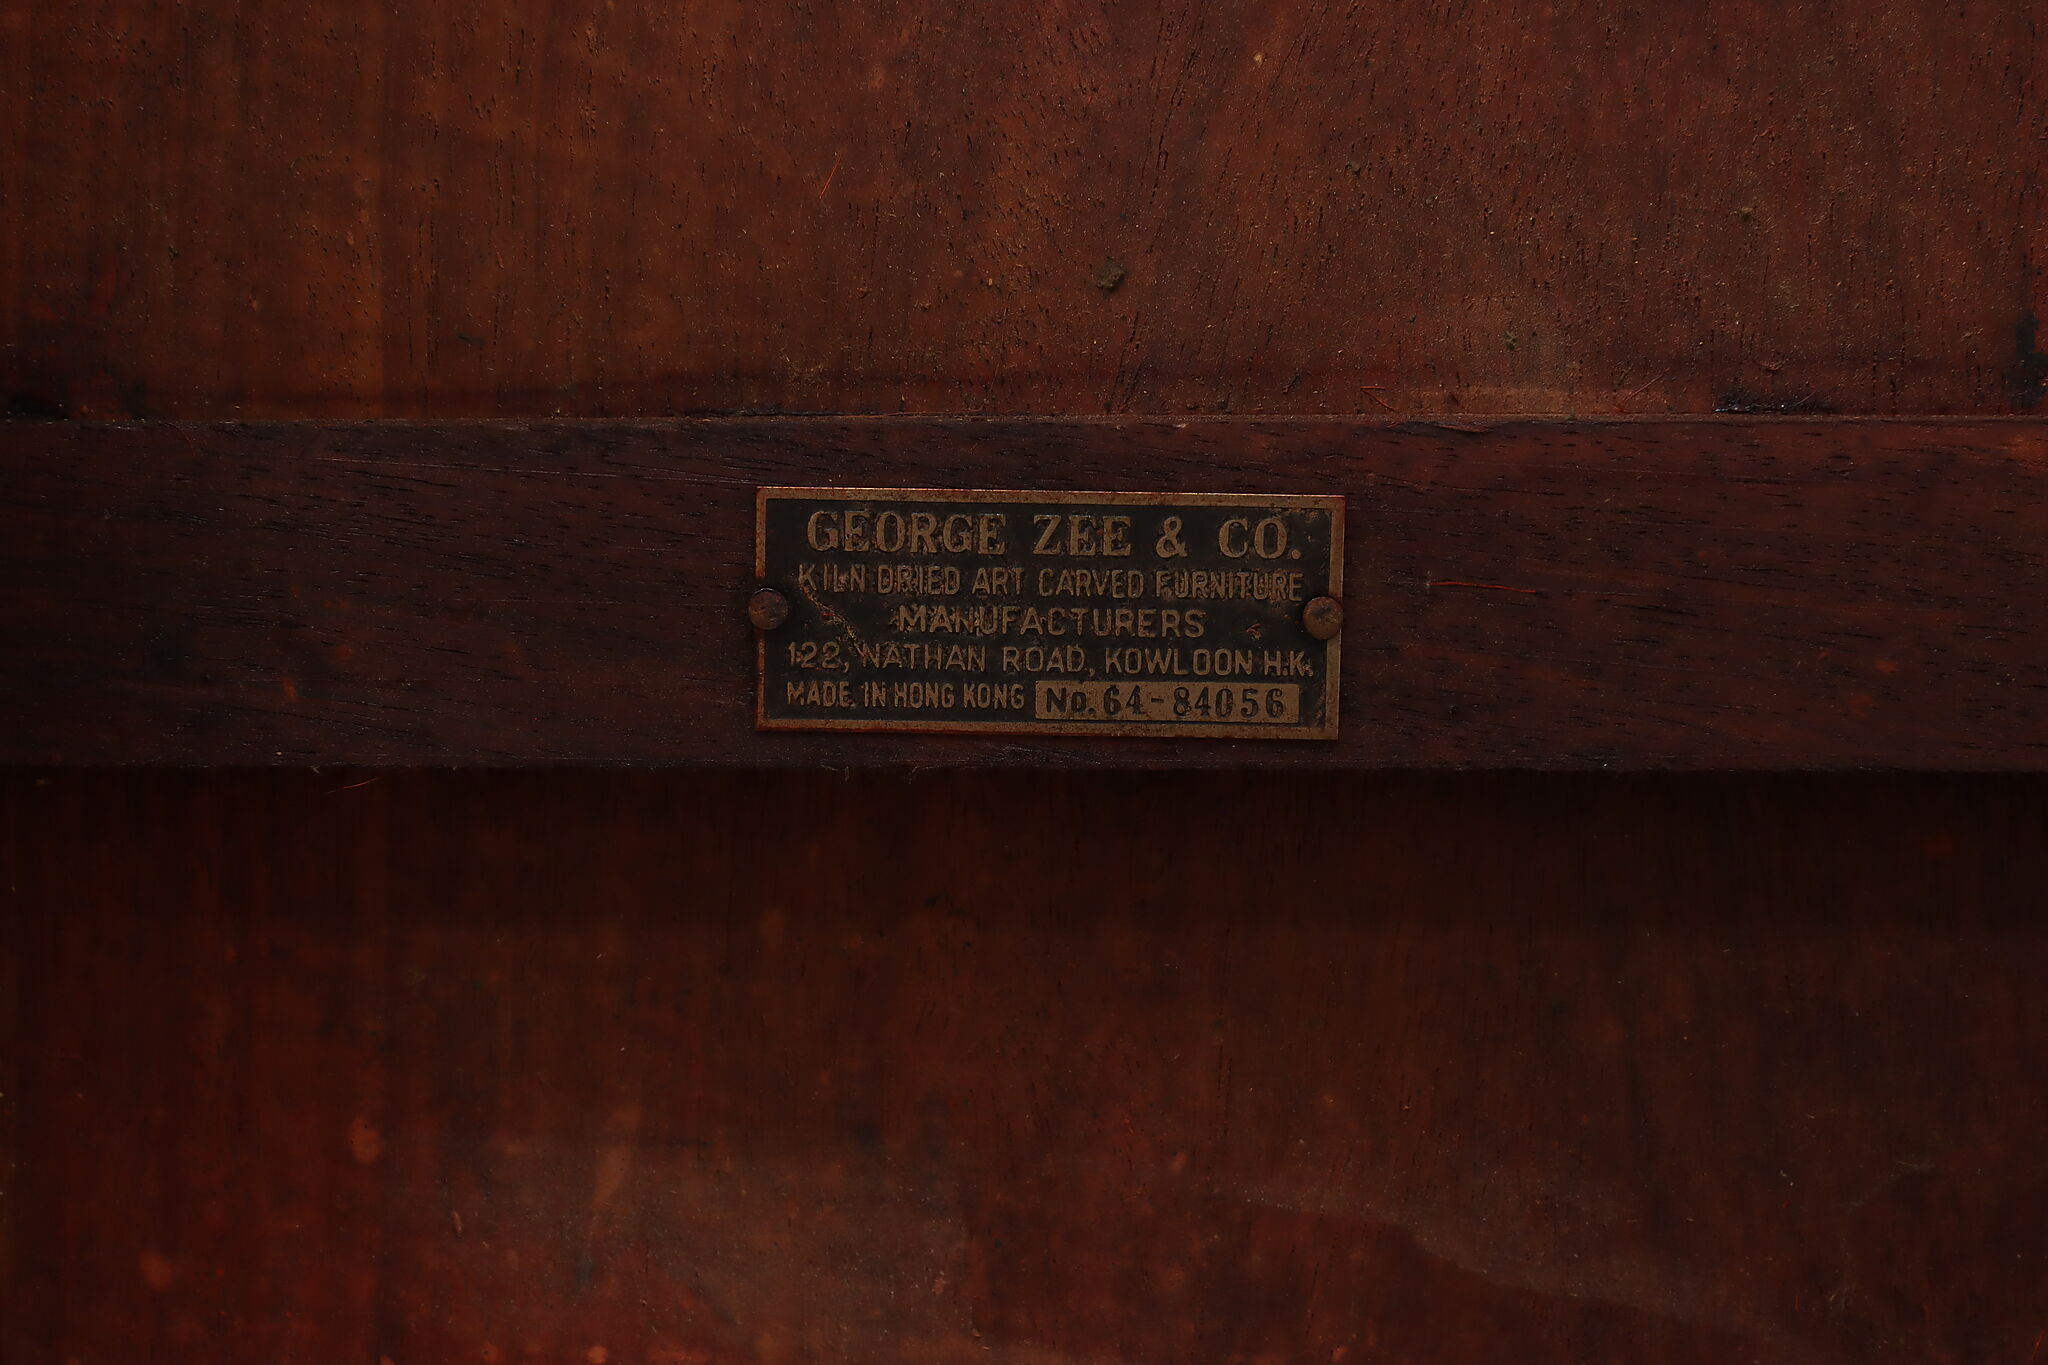 GEORGE ZEE & CO.
KILN DRIED ART CARVED FURNITURE
MANUFACTURERS
122, NATHAN ROAD, KOWLOON H.K.
MADE IN HONG KONG No. 64-84056